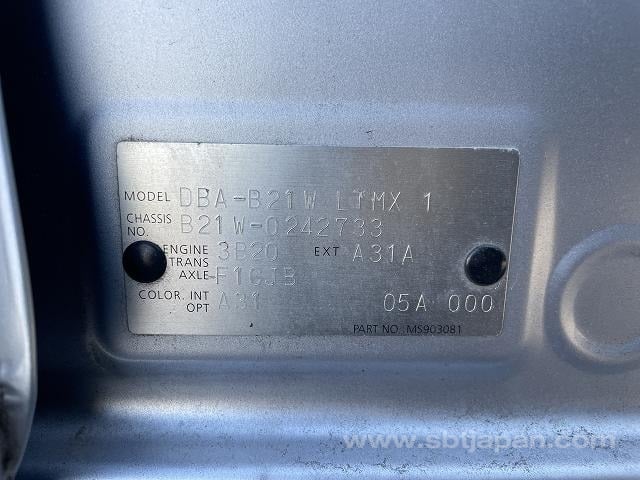 MODEL DBA-B21W LTMX 1
CHASSIS NO. B21W-0242733
ENGINE 3B20 EXT A31A
TRANS AXLE F1CJB
COLOR. INT OPT A31 05A 000
PART NO. MS903081
www.sbtjapan.com